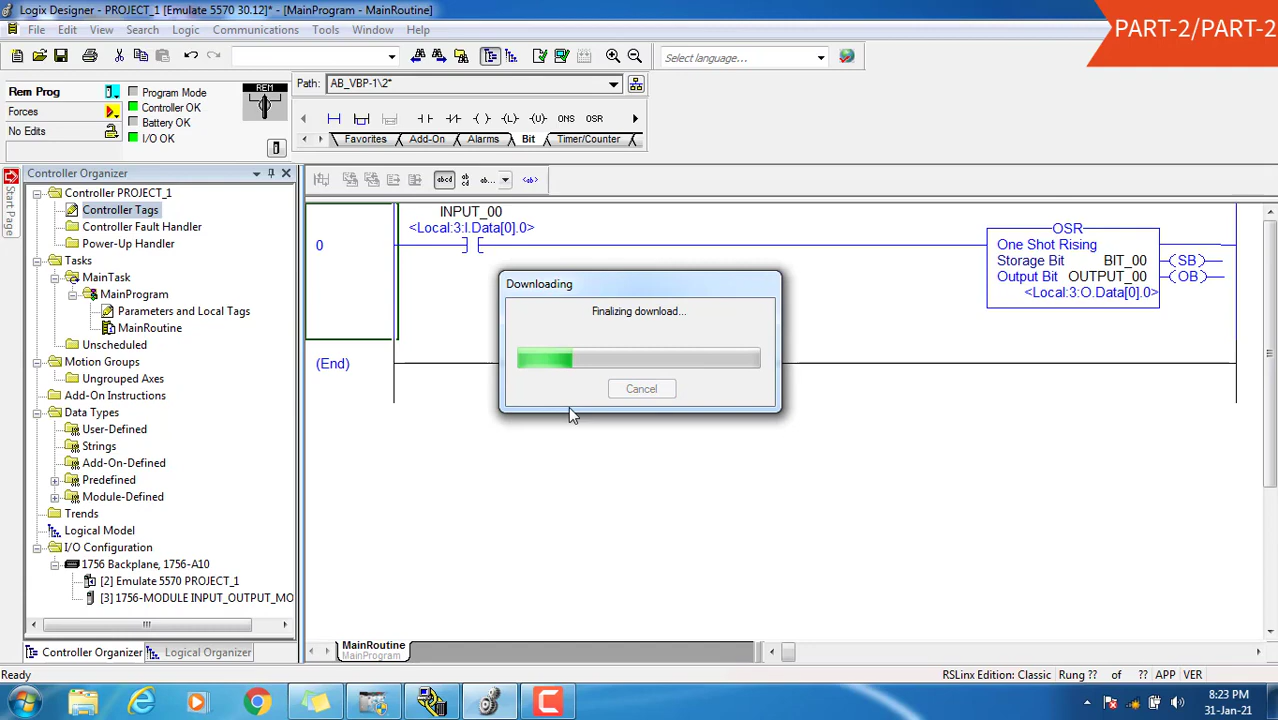 Logix Designer - PROJECT_1 [Emulate 5570 30.12]* - [MainProgram - MainRoutine]
PART-2/PART-2
File Edit View Search Logic Communications Tools Window Help
Select language...
Rem Prog
Program Mode
REM
Path: AB_VBP-1\2*
Forces
Controller OK
No Edits
Battery OK
I/O OK
ONS OSR
Favorites Add-On Alarms Bit Timer/Counter
Start Page
Controller Organizer
Controller PROJECT_1
Controller Tags
Controller Fault Handler
Power-Up Handler
Tasks
MainTask
MainProgram
Parameters and Local Tags
MainRoutine
Unscheduled
Motion Groups
Ungrouped Axes
Add-On Instructions
Data Types
User-Defined
Strings
Add-On-Defined
Predefined
Module-Defined
Trends
Logical Model
I/O Configuration
1756 Backplane, 1756-A10
[2] Emulate 5570 PROJECT_1
[3] 1756-MODULE INPUT_OUTPUT_MO
Controller Organizer Logical Organizer
INPUT_00
<Local:3:I.Data[0].0>
0
OSR
One Shot Rising
Storage Bit BIT_00 (SB)
Output Bit OUTPUT_00 (OB)
<Local:3:O.Data[0].0>
(End)
Downloading
Finalizing download...
Cancel
MainRoutine
MainProgram
Ready
RSLinx Edition: Classic Rung ?? of ?? APP VER
8:23 PM
31-Jan-21